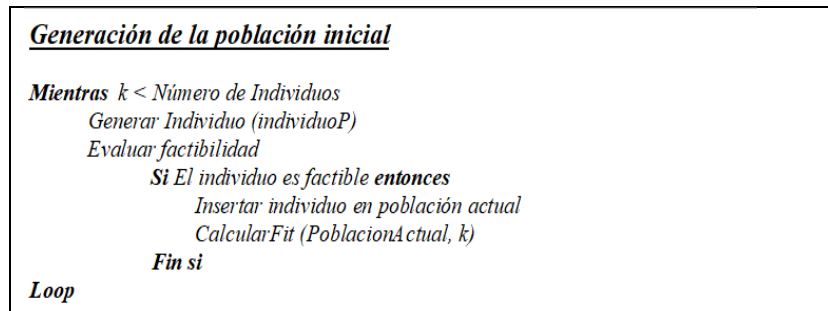 Generación de la población inicial
Mientras k < Número de Individuos
Generar Individuo (individuoP)
Evaluar factibilidad
Si El individuo es factible entonces
Insertar individuo en población actual
CalcularFit (PoblacionActual, k)
Fin si
Loop